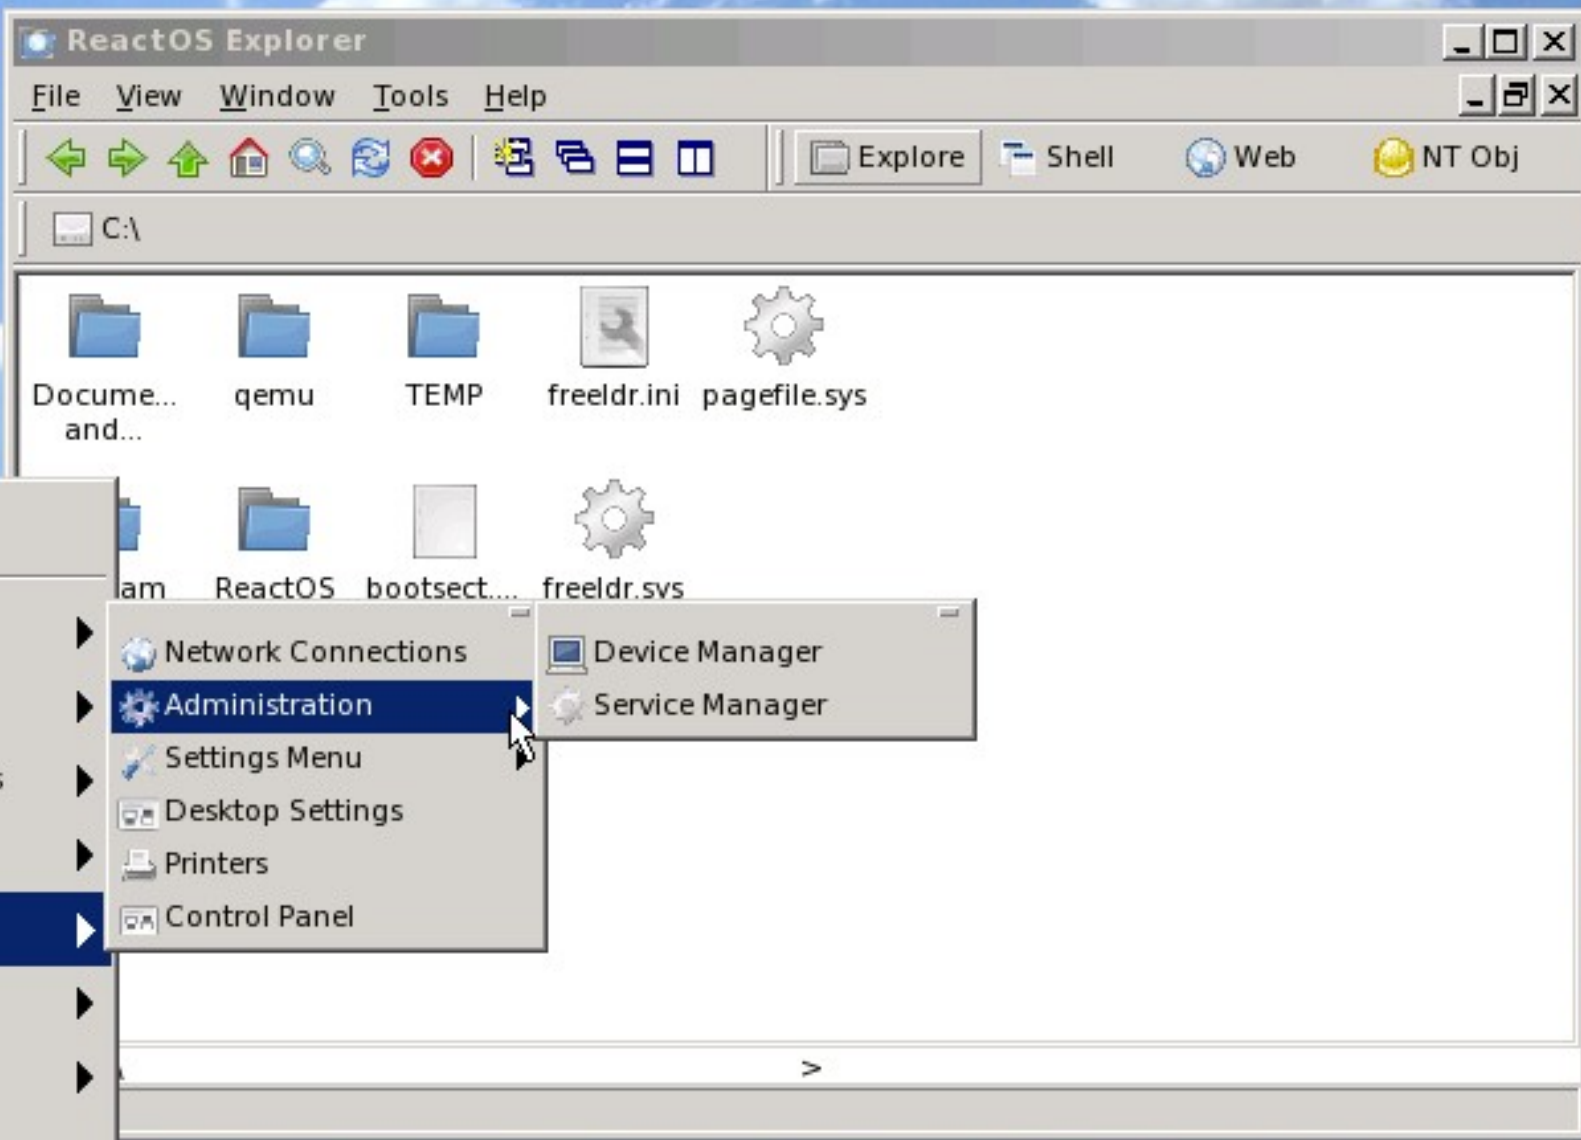 ReactOS Explorer
File View Window Tools Help
Explore Shell Web NT Obj
C:\
Docume... qemu TEMP freeldr.ini pagefile.sys
and...
am ReactOS bootsect.... freeldr.sys
Network Connections Device Manager
Administration Service Manager
Settings Menu
s
Desktop Settings
Printers
Control Panel
\ >